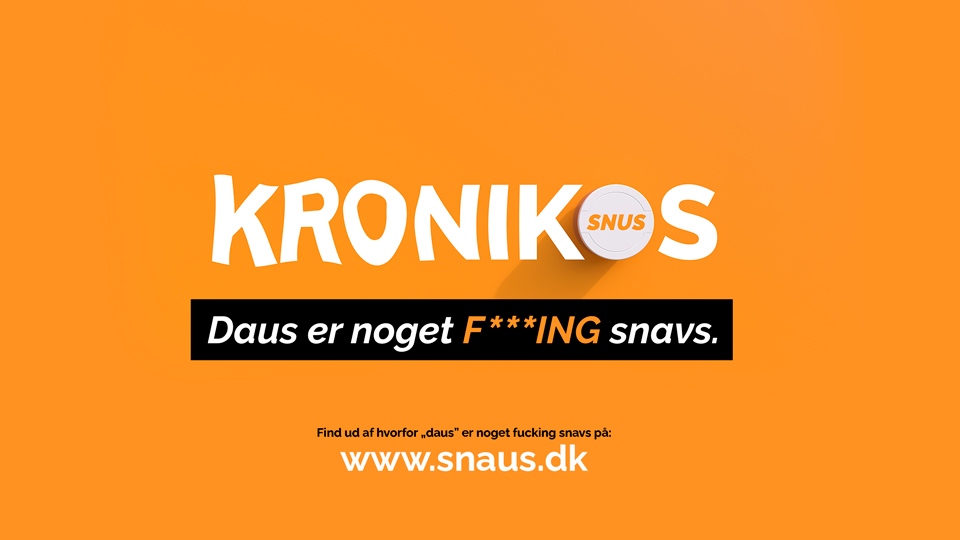 KRONIKOS
SNUS
Daus er noget F***ING snavs.
Find ud af hvorfor „daus” er noget fucking snavs på:
www.snaus.dk